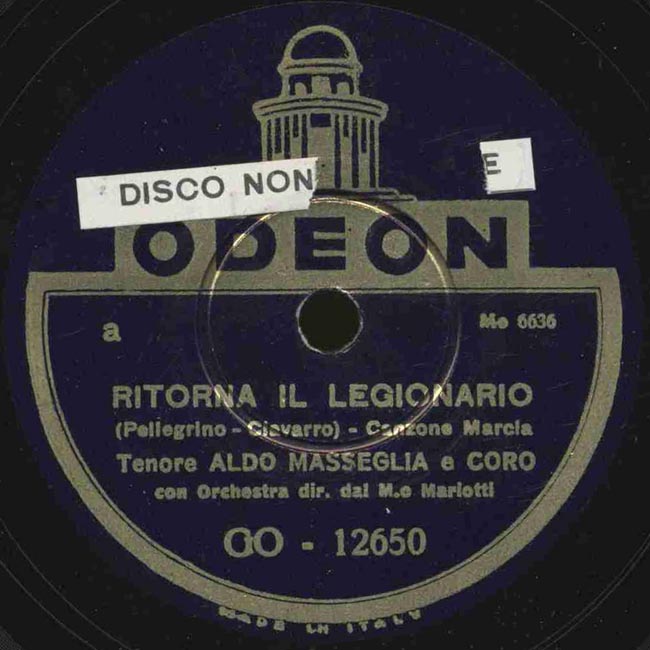 DISCO NON E
ODEON
a Mo 6636
RITORNA IL LEGIONARIO
(Pellegrino - Giavarro) - Canzone Marcia
Tenore ALDO MASSEGLIA e CORO
con Orchestra dir. dal M.o Mariotti
GO - 12650
MADE IN ITALY